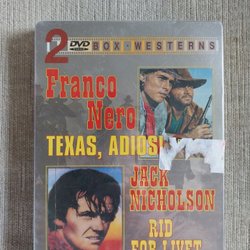 2 DVD BOX - WESTERNS
Franco
Nero
TEXAS, ADIOS!
JACK
NICHOLSON
RID
FOR LIVET